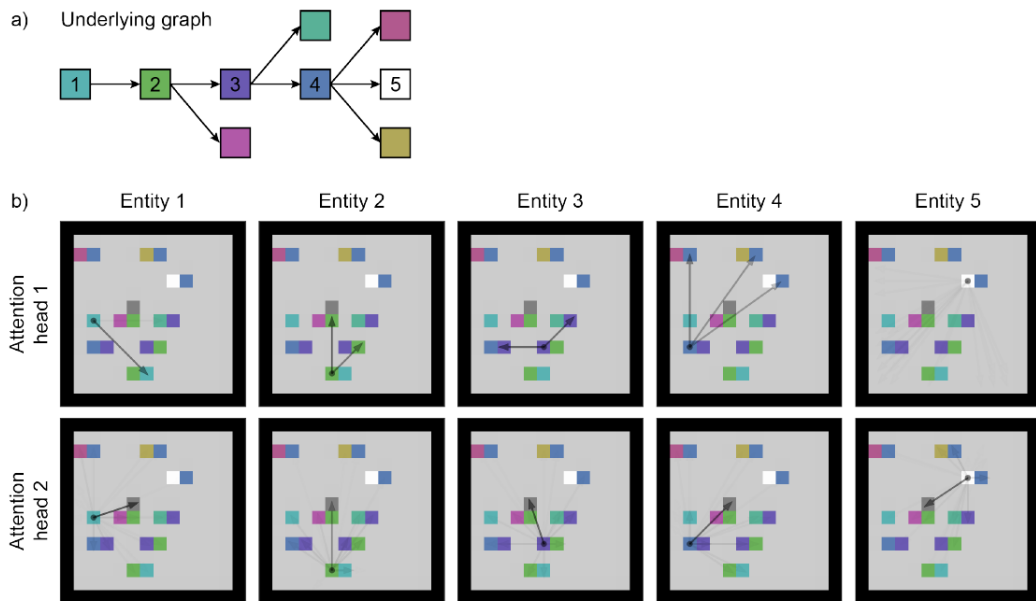 a) Underlying graph
1 2 3 4 5
b) Entity 1 Entity 2 Entity 3 Entity 4 Entity 5
Attention
head 1
Attention
head 2